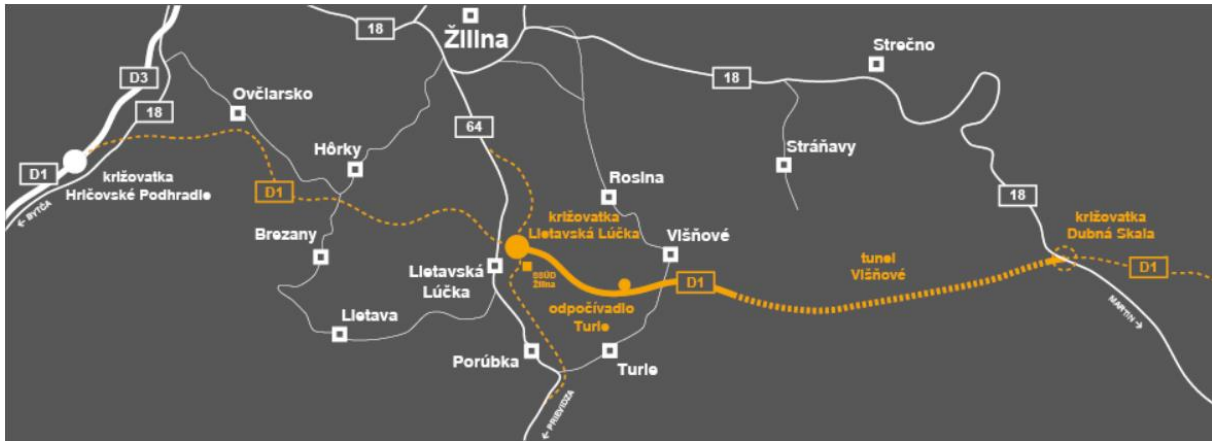 18
Žilina
Strečno
D3
18
18
Ovčiarsko
64
Hôrky
Stráňavy
D1
križovatka
Hričovské Podhradie
D1
Rosina
18
← BYTČA
križovatka
Lietavská Lúčka
križovatka
Dubná Skala
Brezany
Višňové
Lietavská
Lúčka
SSÚD
Žilina
D1
tunel
Višňové
D1
odpočívadlo
Turie
MARTIN →
Lietava
Porúbka
Turie
← PRIEVIDZA